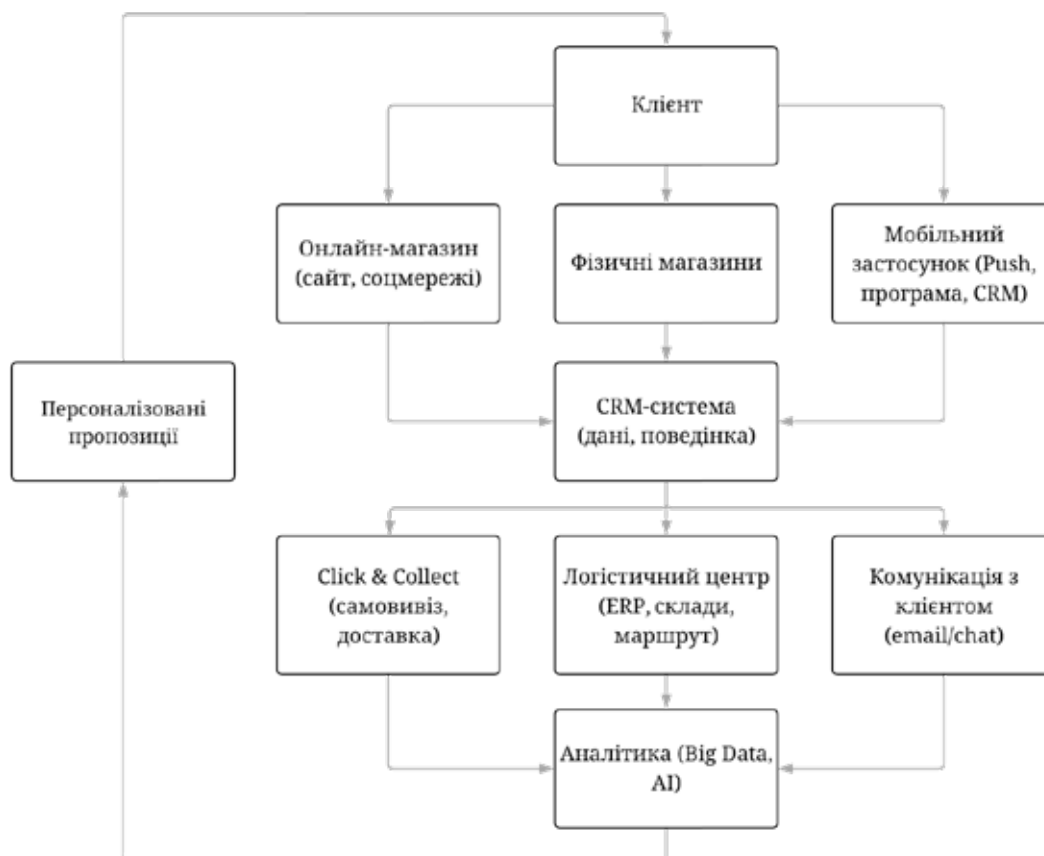 Клієнт
Онлайн-магазин
(сайт, соцмережі)
Фізичні магазини
Мобільний
застосунок (Push,
програма, CRM)
Персоналізовані
пропозиції
CRM-система
(дані, поведінка)
Click & Collect
(самовивіз,
доставка)
Логістичний центр
(ERP, склади,
маршрут)
Комунікація з
клієнтом
(email/chat)
Аналітика (Big Data,
AI)